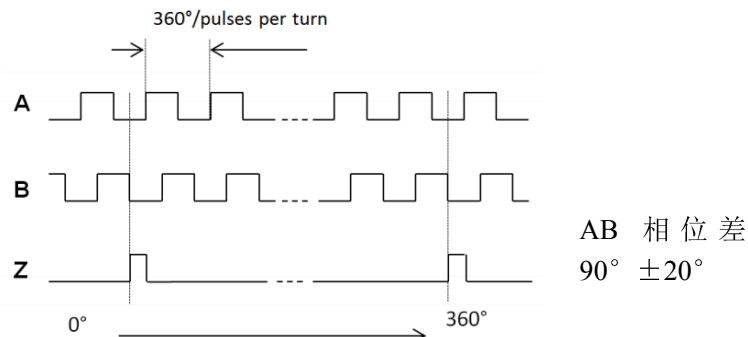 360°/pulses per turn
A
B
Z
AB 相位差
90° ±20°
0°
360°